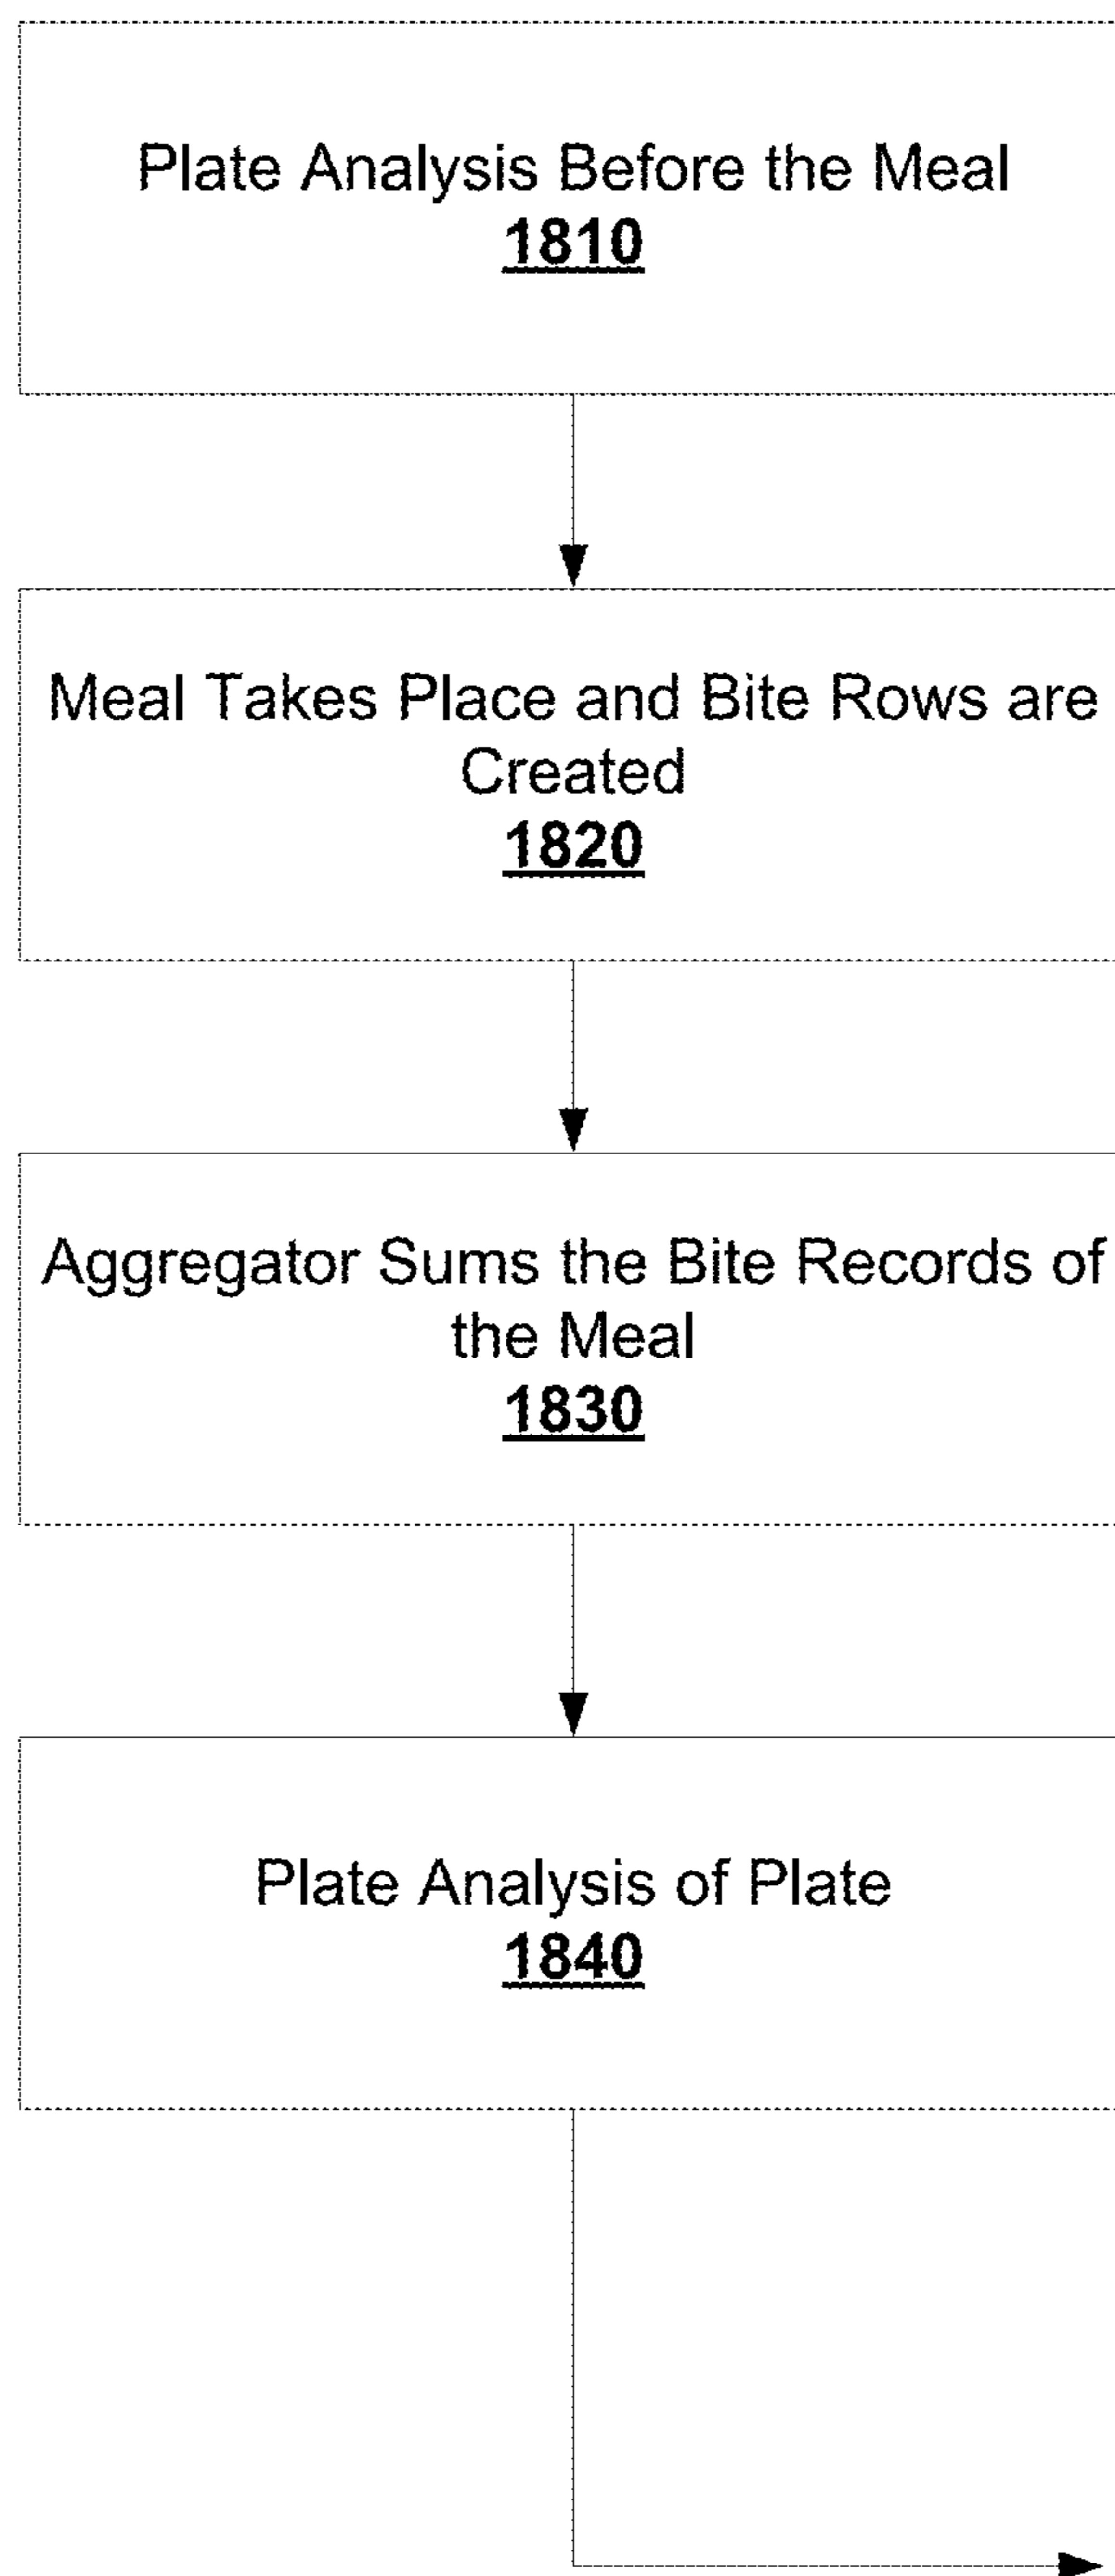 Plate Analysis Before the Meal
1810
Meal Takes Place and Bite Rows are
Created
1820
Aggregator Sums the Bite Records of
the Meal
1830
Plate Analysis of Plate
1840